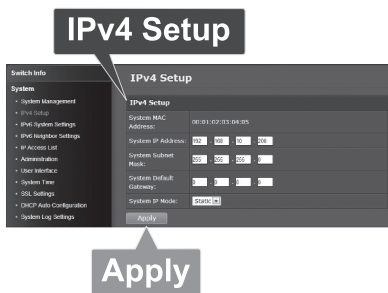 IPv4 Setup
Switch Info
System
System Management
IPv4 Setup
IPv6 System Settings
IPv6 Neighbor Settings
IP Access List
Administration
User Interface
System Time
SSL Settings
DHCP Auto Configuration
System Log Settings
IPv4 Setup
IPv4 Setup
System MAC Address: 00:01:02:03:04:05
System IP Address: 192 . 168 . 10 . 200
System Subnet Mask: 255 . 255 . 255 . 0
System Default Gateway: 0 . 0 . 0 . 0
System IP Mode: Static
Apply
Apply